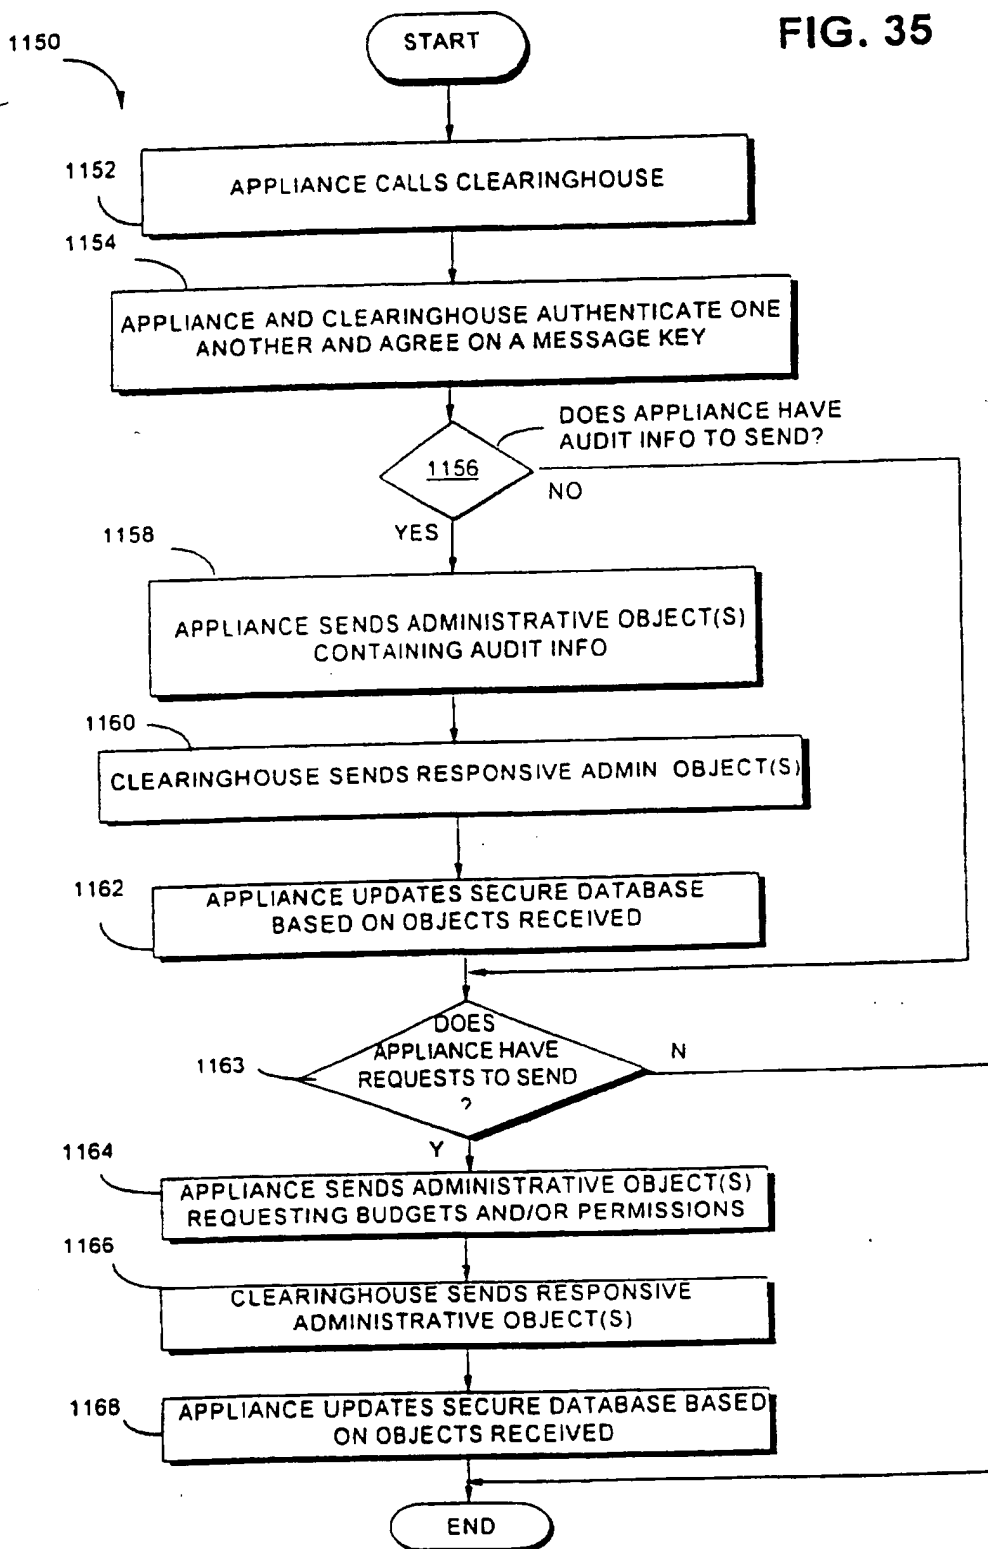 FIG. 35
1150
START
1152
APPLIANCE CALLS CLEARINGHOUSE
1154
APPLIANCE AND CLEARINGHOUSE AUTHENTICATE ONE
ANOTHER AND AGREE ON A MESSAGE KEY
DOES APPLIANCE HAVE
AUDIT INFO TO SEND?
1156
NO
YES
1158
APPLIANCE SENDS ADMINISTRATIVE OBJECT(S)
CONTAINING AUDIT INFO
1160
CLEARINGHOUSE SENDS RESPONSIVE ADMIN OBJECT(S)
1162
APPLIANCE UPDATES SECURE DATABASE
BASED ON OBJECTS RECEIVED
1163
DOES
APPLIANCE HAVE
REQUESTS TO SEND
?
N
Y
1164
APPLIANCE SENDS ADMINISTRATIVE OBJECT(S)
REQUESTING BUDGETS AND/OR PERMISSIONS
1166
CLEARINGHOUSE SENDS RESPONSIVE
ADMINISTRATIVE OBJECT(S)
1168
APPLIANCE UPDATES SECURE DATABASE BASED
ON OBJECTS RECEIVED
END